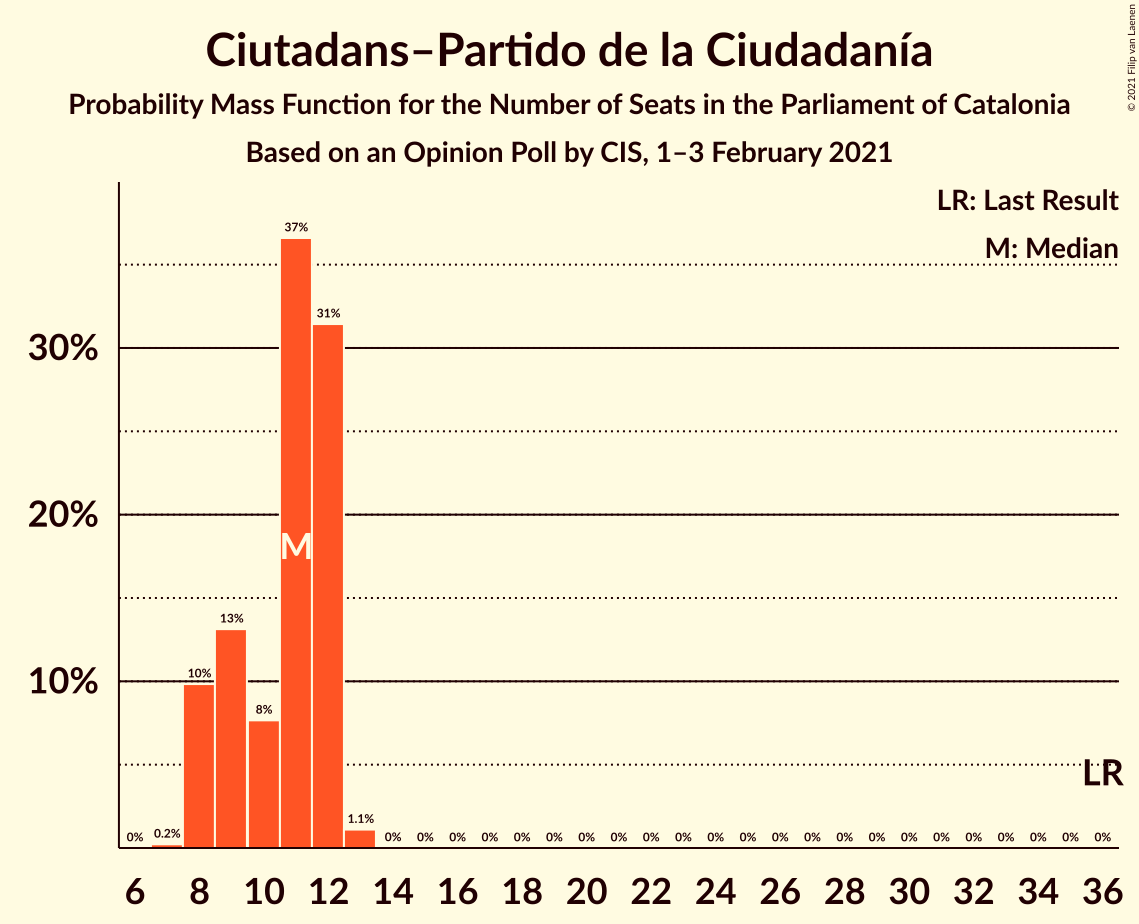 Ciutadans–Partido de la Ciudadanía
Probability Mass Function for the Number of Seats in the Parliament of Catalonia
Based on an Opinion Poll by CIS, 1–3 February 2021
© 2021 Filip van Laenen
LR: Last Result
M: Median
37%
31%
30%
20%
M
13%
10%
10%
8%
LR
1.1%
0% 0.2% 0% 0% 0% 0% 0% 0% 0% 0% 0% 0% 0% 0% 0% 0% 0% 0% 0% 0% 0% 0% 0% 0% 0%
6 8 10 12 14 16 18 20 22 24 26 28 30 32 34 36